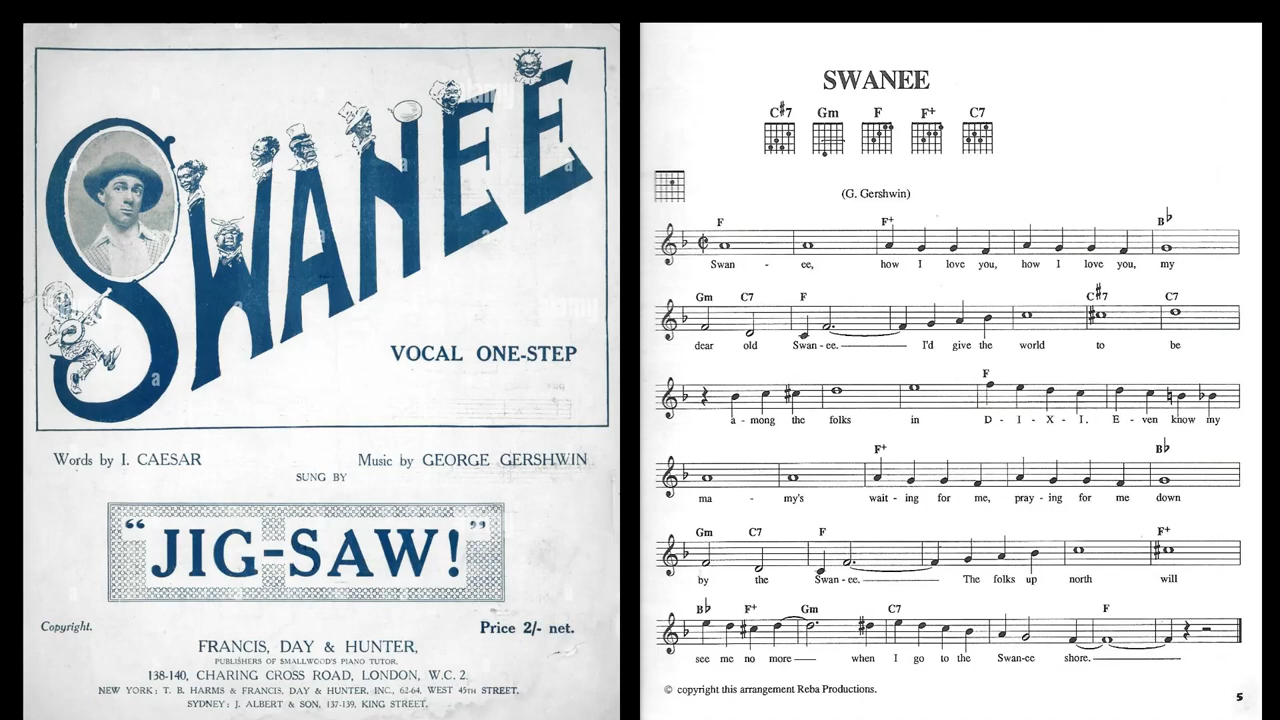 SWANEE
VOCAL ONE-STEP
Words by I. CAESAR
Music by GEORGE GERSHWIN
SUNG BY
“JIG-SAW!”
Copyright.
Price 2/- net.
FRANCIS, DAY & HUNTER,
PUBLISHERS OF SMALLWOOD'S PIANO TUTOR,
138-140, CHARING CROSS ROAD, LONDON, W.C. 2.
NEW YORK: T. B. HARMS & FRANCIS, DAY & HUNTER, INC., 62-64, WEST 45TH STREET.
SYDNEY: J. ALBERT & SON, 137-139, KING STREET.
SWANEE
C#7 Gm F F+ C7
(G. Gershwin)
F F+ B♭
Swan - ee, how I love you, how I love you, my
Gm C7 F C#7 C7
dear old Swan - ee. I'd give the world to be
F
a - mong the folks in D - I - X - I. E - ven know my
F+ B♭
ma - my's wait - ing for me, pray - ing for me down
Gm C7 F F+
by the Swan - ee. The folks up north will
B♭ F+ Gm C7 F
see me no more when I go to the Swan-ee shore.
© copyright this arrangement Reba Productions.
5